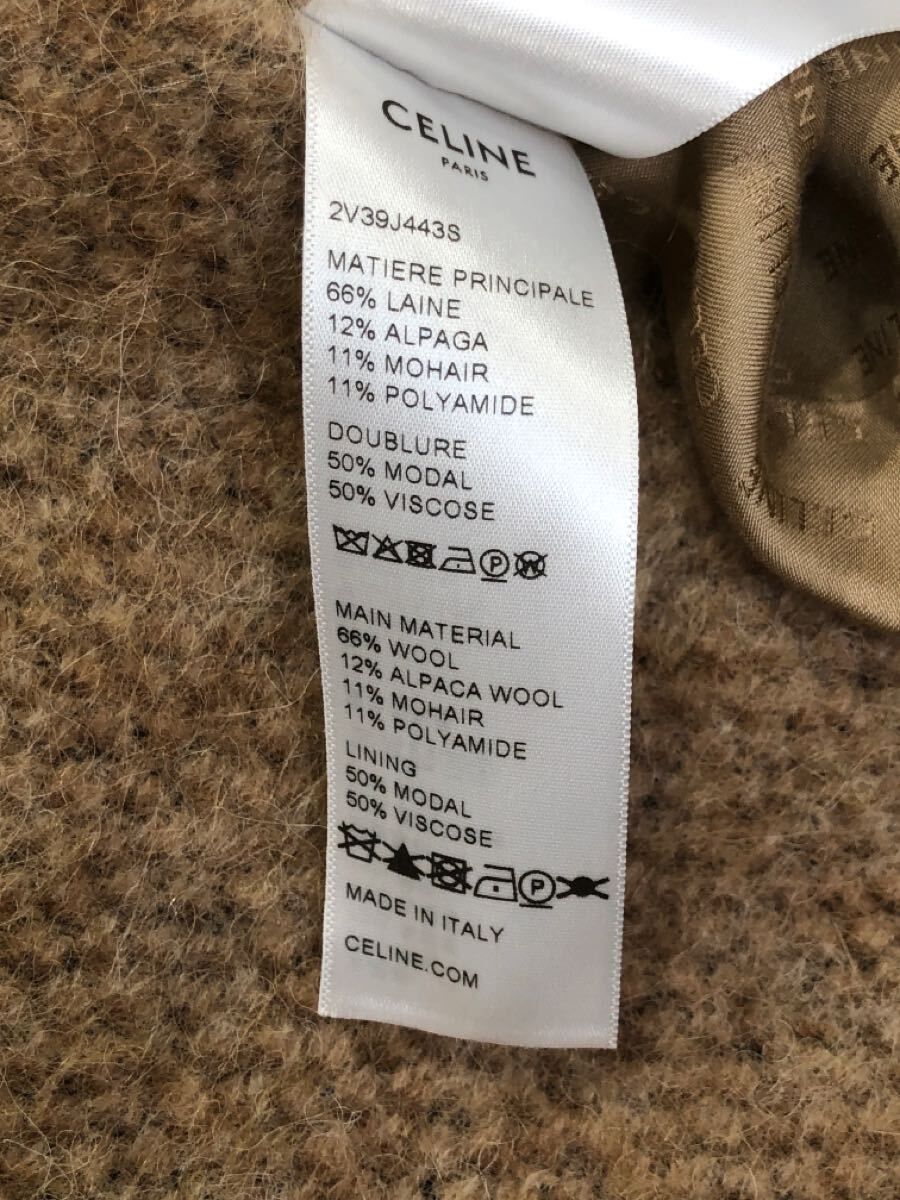 CELINE
PARIS
2V39J443S
MATIERE PRINCIPALE
66% LAINE
12% ALPAGA
11% MOHAIR
11% POLYAMIDE
DOUBLURE
50% MODAL
50% VISCOSE
P W
MAIN MATERIAL
66% WOOL
12% ALPACA WOOL
11% MOHAIR
11% POLYAMIDE
LINING
50% MODAL
50% VISCOSE
P
MADE IN ITALY
CELINE.COM